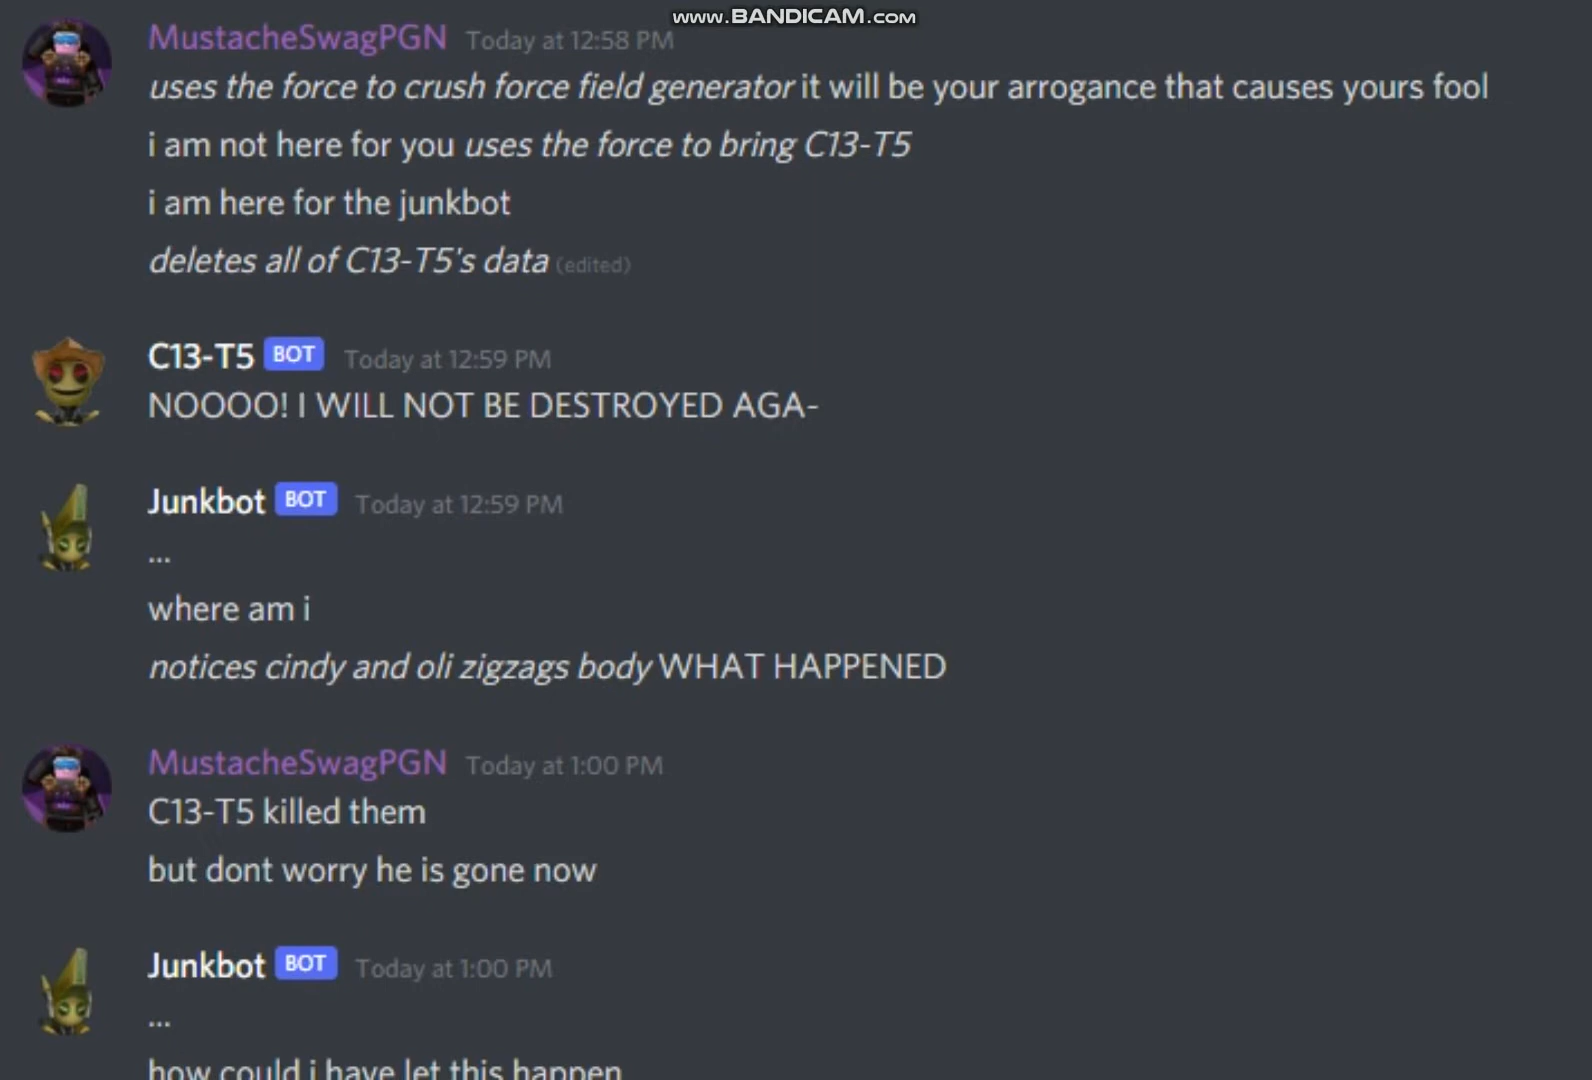 www.BANDICAM.com
MustacheSwagPGN Today at 12:58 PM
uses the force to crush force field generator it will be your arrogance that causes yours fool
i am not here for you uses the force to bring C13-T5
i am here for the junkbot
deletes all of C13-T5's data (edited)
C13-T5 BOT Today at 12:59 PM
NOOOO! I WILL NOT BE DESTROYED AGA-
Junkbot BOT Today at 12:59 PM
...
where am i
notices cindy and oli zigzags body WHAT HAPPENED
MustacheSwagPGN Today at 1:00 PM
C13-T5 killed them
but dont worry he is gone now
Junkbot BOT Today at 1:00 PM
...
how could i have let this happen